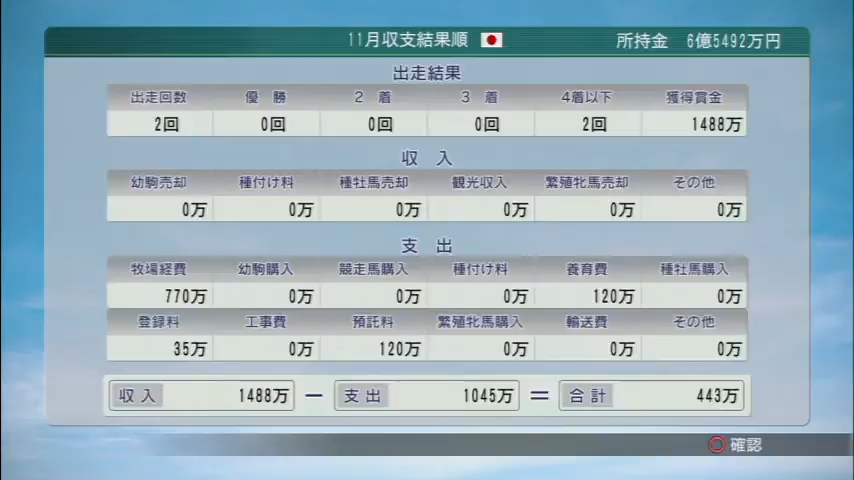 11月収支結果順 所持金 6億5492万円
出走結果
出走回数 優勝 2着 3着 4着以下 獲得賞金
2回 0回 0回 0回 2回 1488万
収入
幼駒売却 種付け料 種牡馬売却 観光収入 繁殖牝馬売却 その他
0万 0万 0万 0万 0万 0万
支出
牧場経費 幼駒購入 競走馬購入 種付け料 養育費 種牡馬購入
770万 0万 0万 0万 120万 0万
登録料 工事費 預託料 繁殖牝馬購入 輸送費 その他
35万 0万 120万 0万 0万 0万
収入 1488万 － 支出 1045万 ＝ 合計 443万
確認